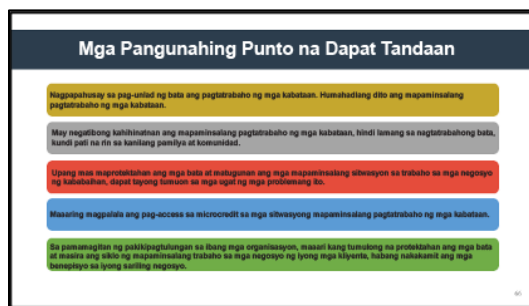 Mga Pangunahing Punto na Dapat Tandaan
Nagpapahusay sa pag-unlad ng bata ang pagtatrabaho ng mga kabataan. Humahadlang dito ang mapaminsalang
pagtatrabaho ng mga kabataan.
May negatibong kahihinatnan ang mapaminsalang pagtatrabaho ng mga kabataan, hindi lamang sa nagtatrabahong bata,
kundi pati na rin sa kanilang pamilya at komunidad.
Upang mas maprotektahan ang mga bata at matugunan ang mga mapaminsalang sitwasyon sa trabaho sa mga negosyo
ng kababaihan, dapat tayong tumuon sa mga ugat ng mga problemang ito.
Maaaring magpalala ang pag-access sa microcredit sa mga sitwasyong mapaminsalang pagtatrabaho ng mga kabataan.
Sa pamamagitan ng pakikipagtulungan sa ibang mga organisasyon, maaari kang tumulong na protektahan ang mga bata
at masira ang siklo ng mapaminsalang trabaho sa mga negosyo ng iyong mga kliyente, habang nakakamit ang mga
benepisyo sa iyong sariling negosyo.